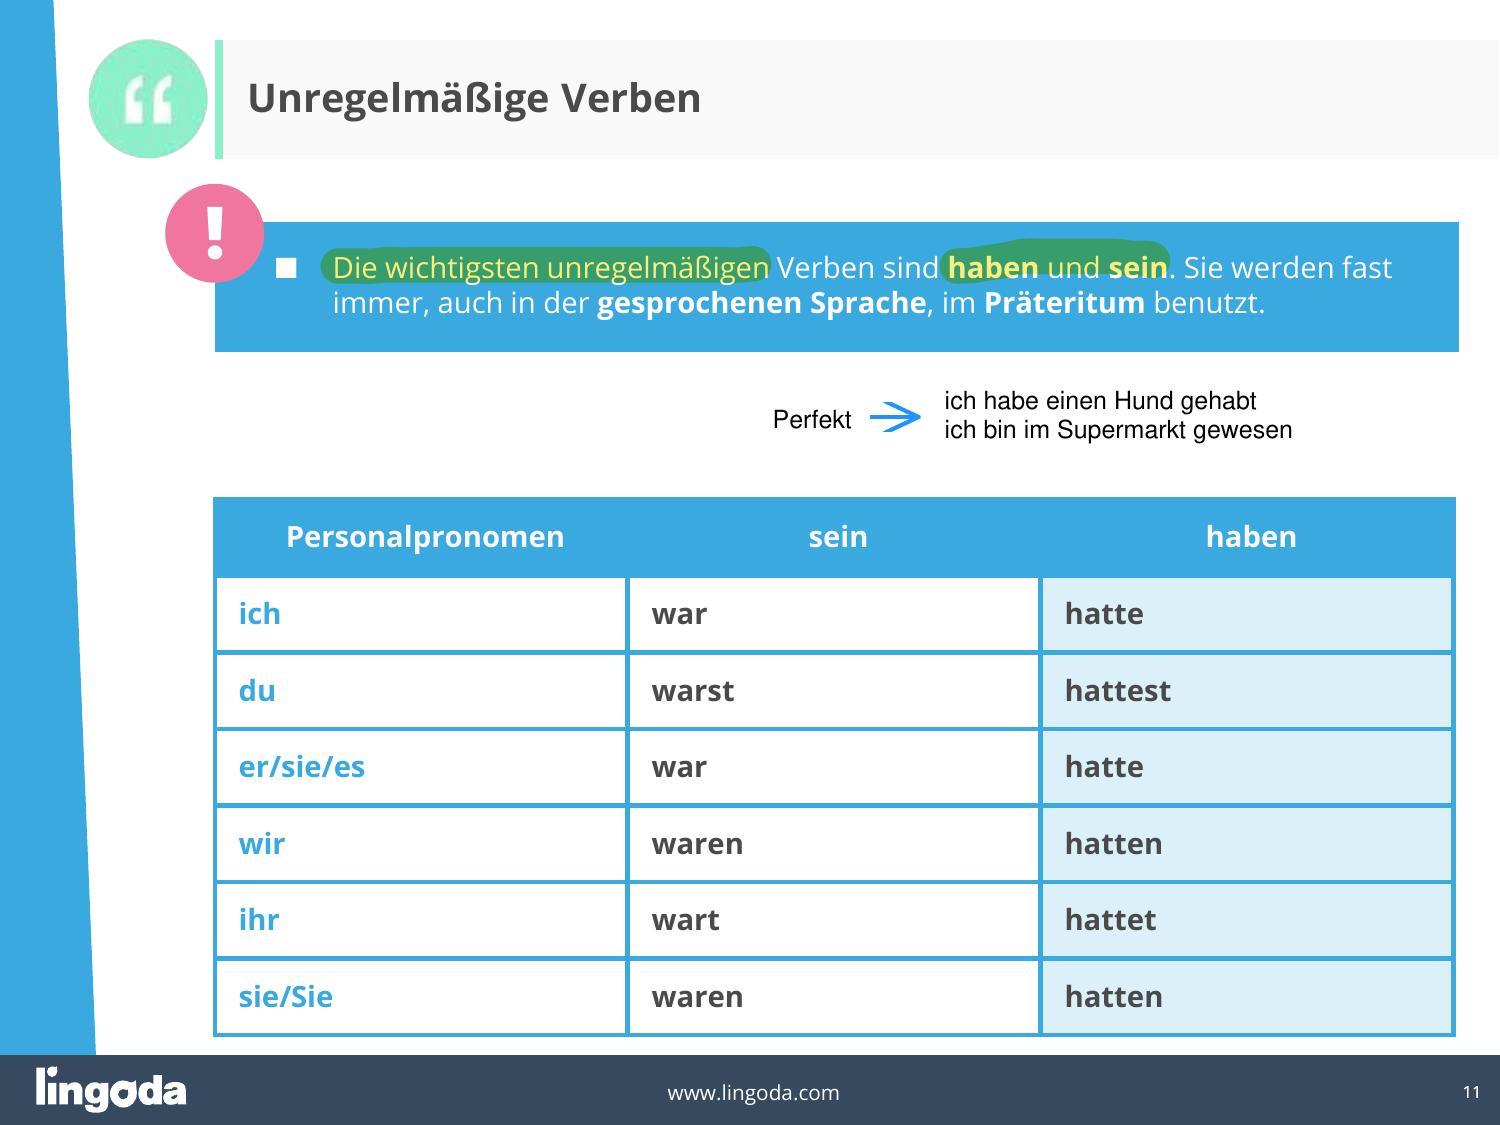 Unregelmäßige Verben
!
■ Die wichtigsten unregelmäßigen Verben sind haben und sein. Sie werden fast
immer, auch in der gesprochenen Sprache, im Präteritum benutzt.
Perfekt
ich habe einen Hund gehabt
ich bin im Supermarkt gewesen
Personalpronomen sein haben
ich war hatte
du warst hattest
er/sie/es war hatte
wir waren hatten
ihr wart hattet
sie/Sie waren hatten
lingoda www.lingoda.com 11